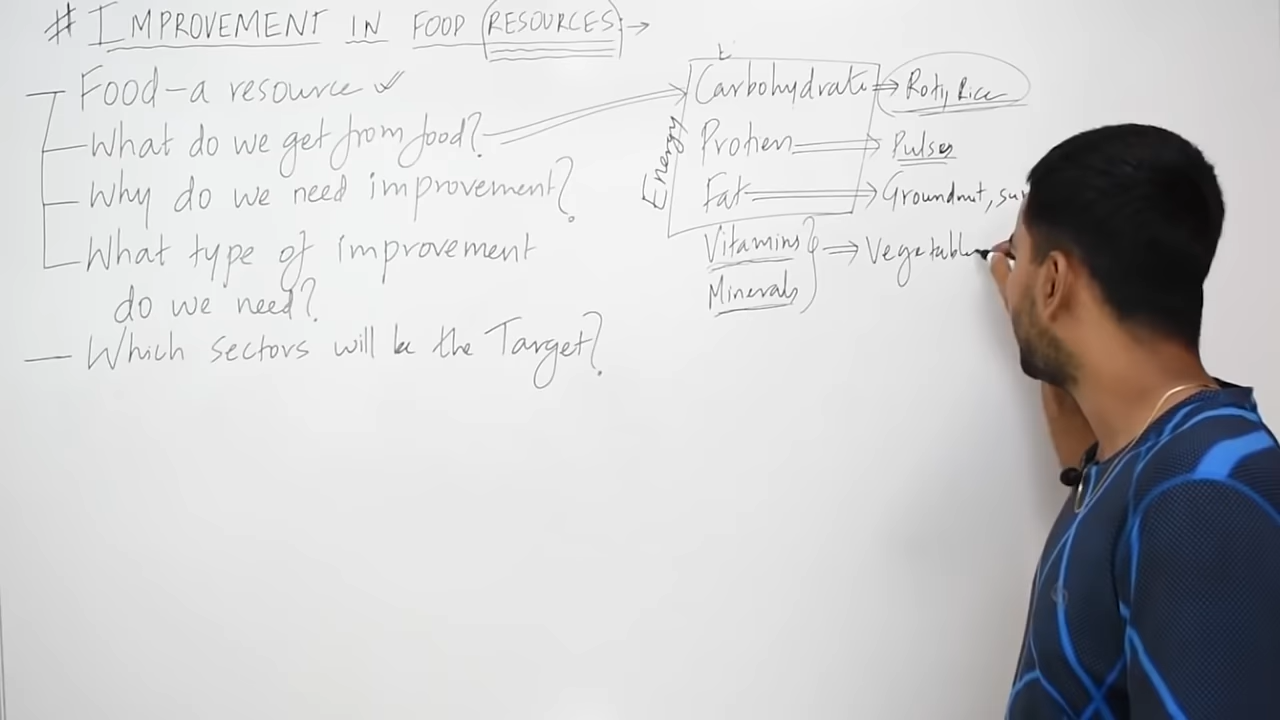 # IMPROVEMENT IN FOOD RESOURCES →
Food - a resource ✓
What do we get from food?
Why do we need improvement?
What type of improvement
do we need?
Which sectors will be the Target?
Energy
Carbohydrate → Roti, Rice
Protien → Pulses
Fat → Groundnut, sun
Vitamins } → Vegetable
Minerals